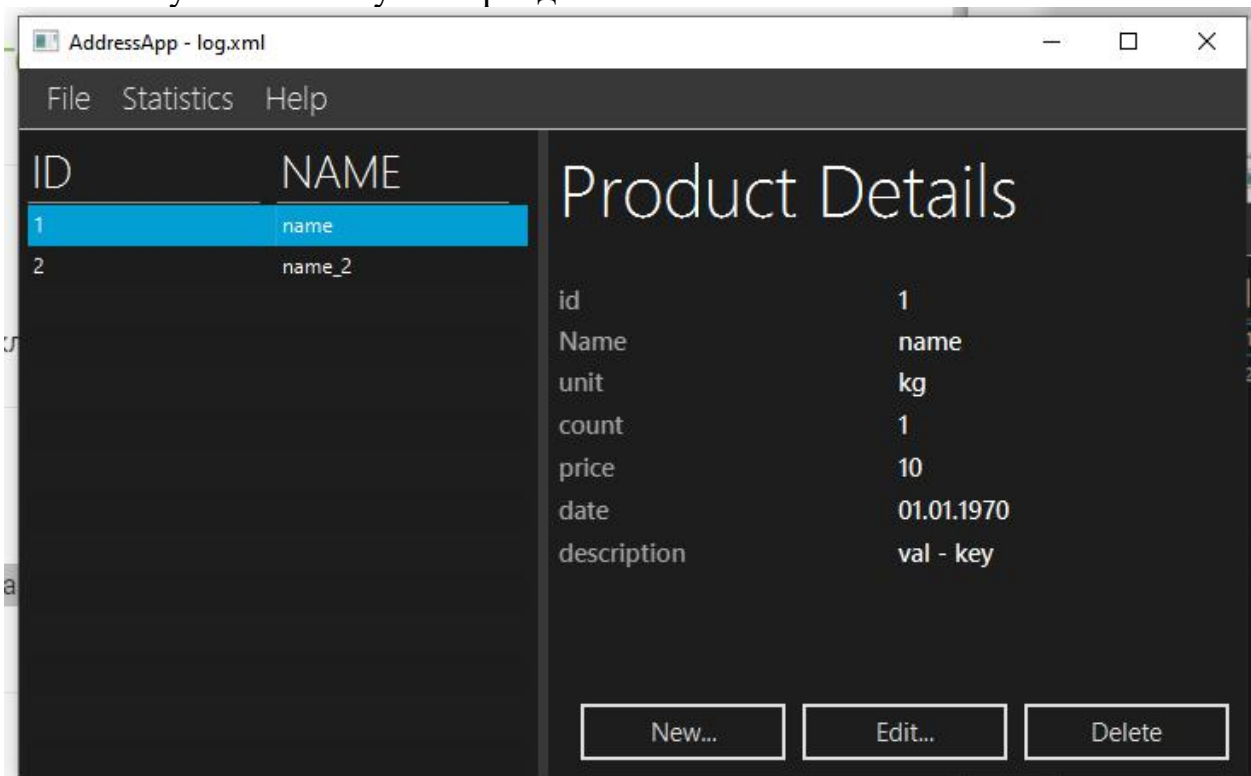 AddressApp - log.xml
File Statistics Help
ID NAME
1 name
2 name_2
Product Details
id 1
Name name
unit kg
count 1
price 10
date 01.01.1970
description val - key
New... Edit... Delete